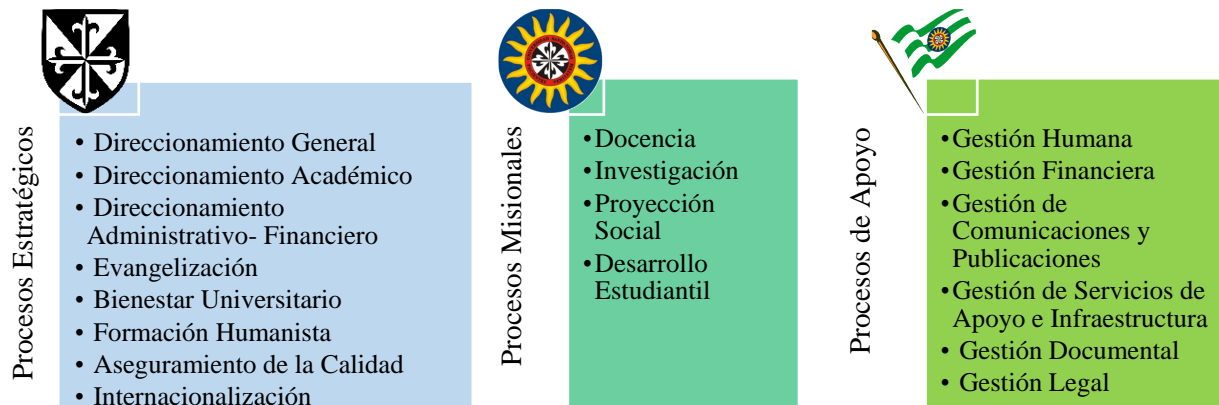 Procesos Estratégicos
• Direccionamiento General
• Direccionamiento Académico
• Direccionamiento
Administrativo- Financiero
• Evangelización
• Bienestar Universitario
• Formación Humanista
• Aseguramiento de la Calidad
• Internacionalización
Procesos Misionales
•Docencia
•Investigación
•Proyección
Social
•Desarrollo
Estudiantil
Procesos de Apoyo
•Gestión Humana
•Gestión Financiera
•Gestión de
Comunicaciones y
Publicaciones
•Gestión de Servicios de
Apoyo e Infraestructura
• Gestión Documental
• Gestión Legal